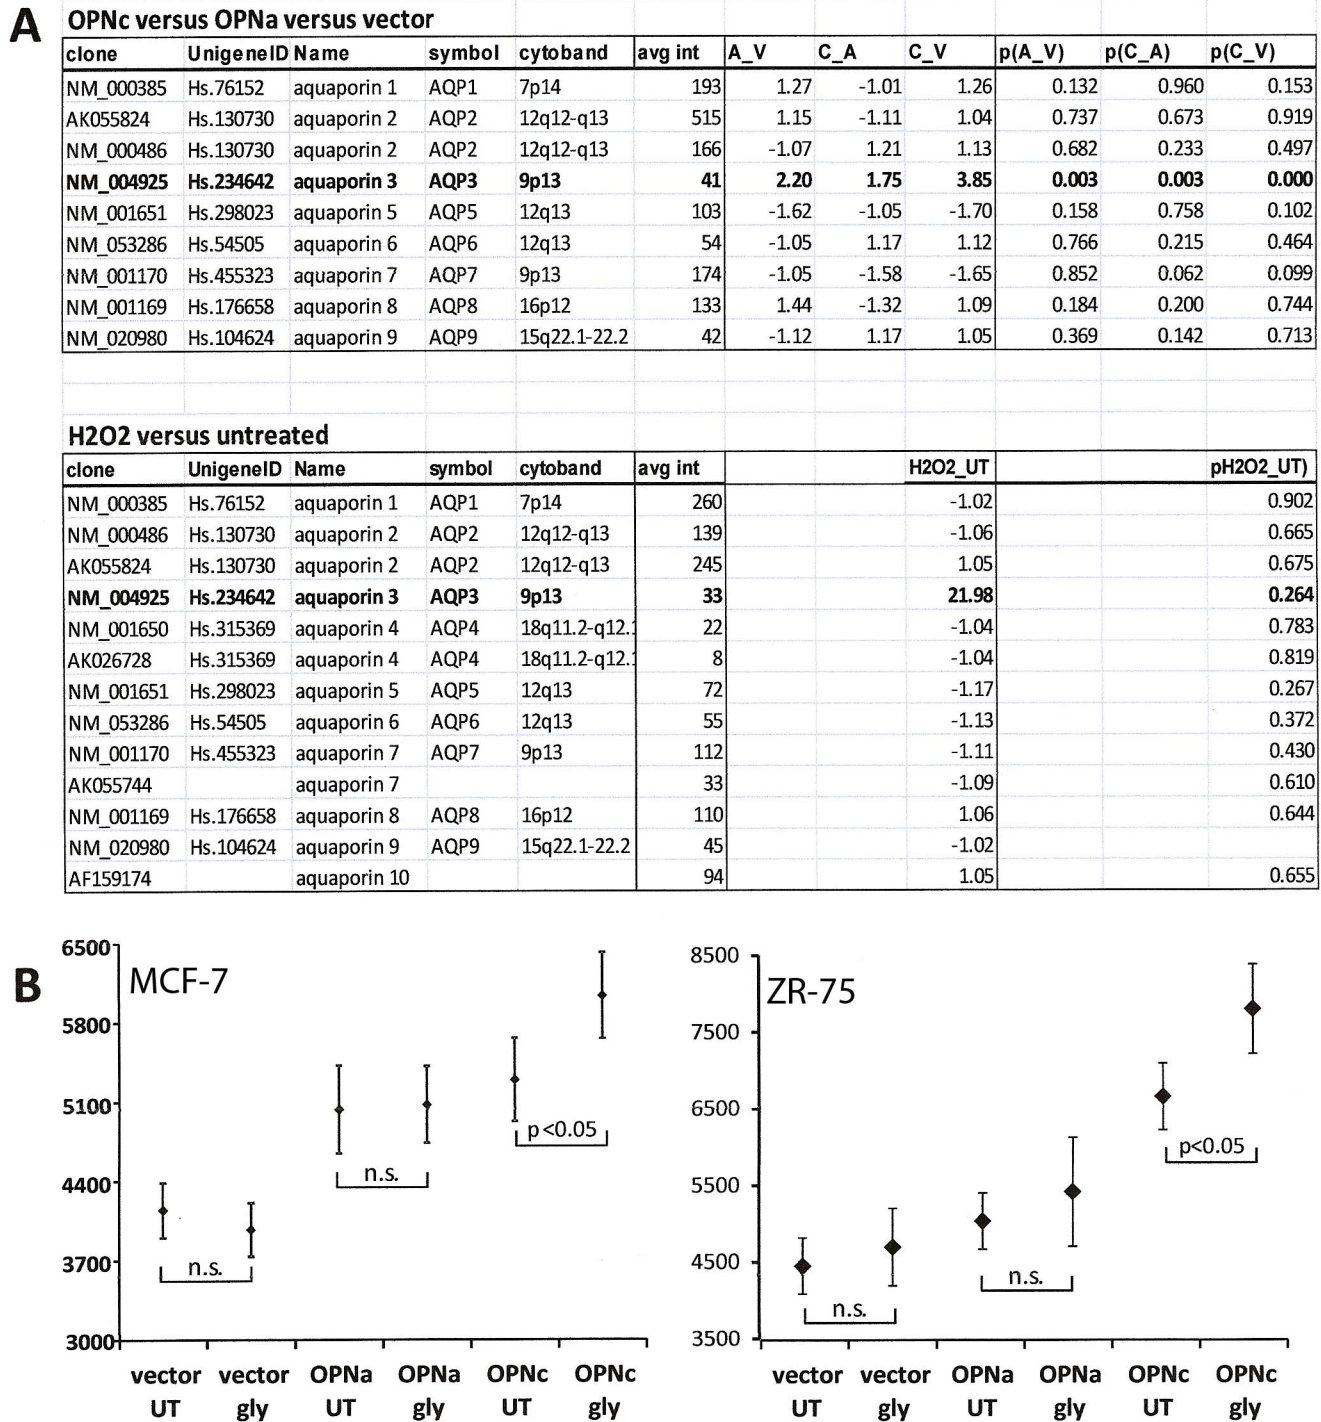 A
OPNc versus OPNa versus vector
clone UnigeneID Name symbol cytoband avg int A_V C_A C_V p(A_V) p(C_A) p(C_V)
NM_000385 Hs.76152 aquaporin 1 AQP1 7p14 193 1.27 -1.01 1.26 0.132 0.960 0.153
AK055824 Hs.130730 aquaporin 2 AQP2 12q12-q13 515 1.15 -1.11 1.04 0.737 0.673 0.919
NM_000486 Hs.130730 aquaporin 2 AQP2 12q12-q13 166 -1.07 1.21 1.13 0.682 0.233 0.497
NM_004925 Hs.234642 aquaporin 3 AQP3 9p13 41 2.20 1.75 3.85 0.003 0.003 0.000
NM_001651 Hs.298023 aquaporin 5 AQP5 12q13 103 -1.62 -1.05 -1.70 0.158 0.758 0.102
NM_053286 Hs.54505 aquaporin 6 AQP6 12q13 54 -1.05 1.17 1.12 0.766 0.215 0.464
NM_001170 Hs.455323 aquaporin 7 AQP7 9p13 174 -1.05 -1.58 -1.65 0.852 0.062 0.099
NM_001169 Hs.176658 aquaporin 8 AQP8 16p12 133 1.44 -1.32 1.09 0.184 0.200 0.744
NM_020980 Hs.104624 aquaporin 9 AQP9 15q22.1-22.2 42 -1.12 1.17 1.05 0.369 0.142 0.713
H2O2 versus untreated
clone UnigeneID Name symbol cytoband avg int H2O2_UT pH2O2_UT)
NM_000385 Hs.76152 aquaporin 1 AQP1 7p14 260 -1.02 0.902
NM_000486 Hs.130730 aquaporin 2 AQP2 12q12-q13 139 -1.06 0.665
AK055824 Hs.130730 aquaporin 2 AQP2 12q12-q13 245 1.05 0.675
NM_004925 Hs.234642 aquaporin 3 AQP3 9p13 33 21.98 0.264
NM_001650 Hs.315369 aquaporin 4 AQP4 18q11.2-q12.1 22 -1.04 0.783
AK026728 Hs.315369 aquaporin 4 AQP4 18q11.2-q12.1 8 -1.04 0.819
NM_001651 Hs.298023 aquaporin 5 AQP5 12q13 72 -1.17 0.267
NM_053286 Hs.54505 aquaporin 6 AQP6 12q13 55 -1.13 0.372
NM_001170 Hs.455323 aquaporin 7 AQP7 9p13 112 -1.11 0.430
AK055744 aquaporin 7 33 -1.09 0.610
NM_001169 Hs.176658 aquaporin 8 AQP8 16p12 110 1.06 0.644
NM_020980 Hs.104624 aquaporin 9 AQP9 15q22.1-22.2 45 -1.02
AF159174 aquaporin 10 94 1.05 0.655
B
MCF-7
6500
5800
5100
4400
3700
3000
n.s.
n.s.
p<0.05
vector vector OPNa OPNa OPNc OPNc
UT gly UT gly UT gly
ZR-75
8500
7500
6500
5500
4500
3500
n.s.
n.s.
p<0.05
vector vector OPNa OPNa OPNc OPNc
UT gly UT gly UT gly